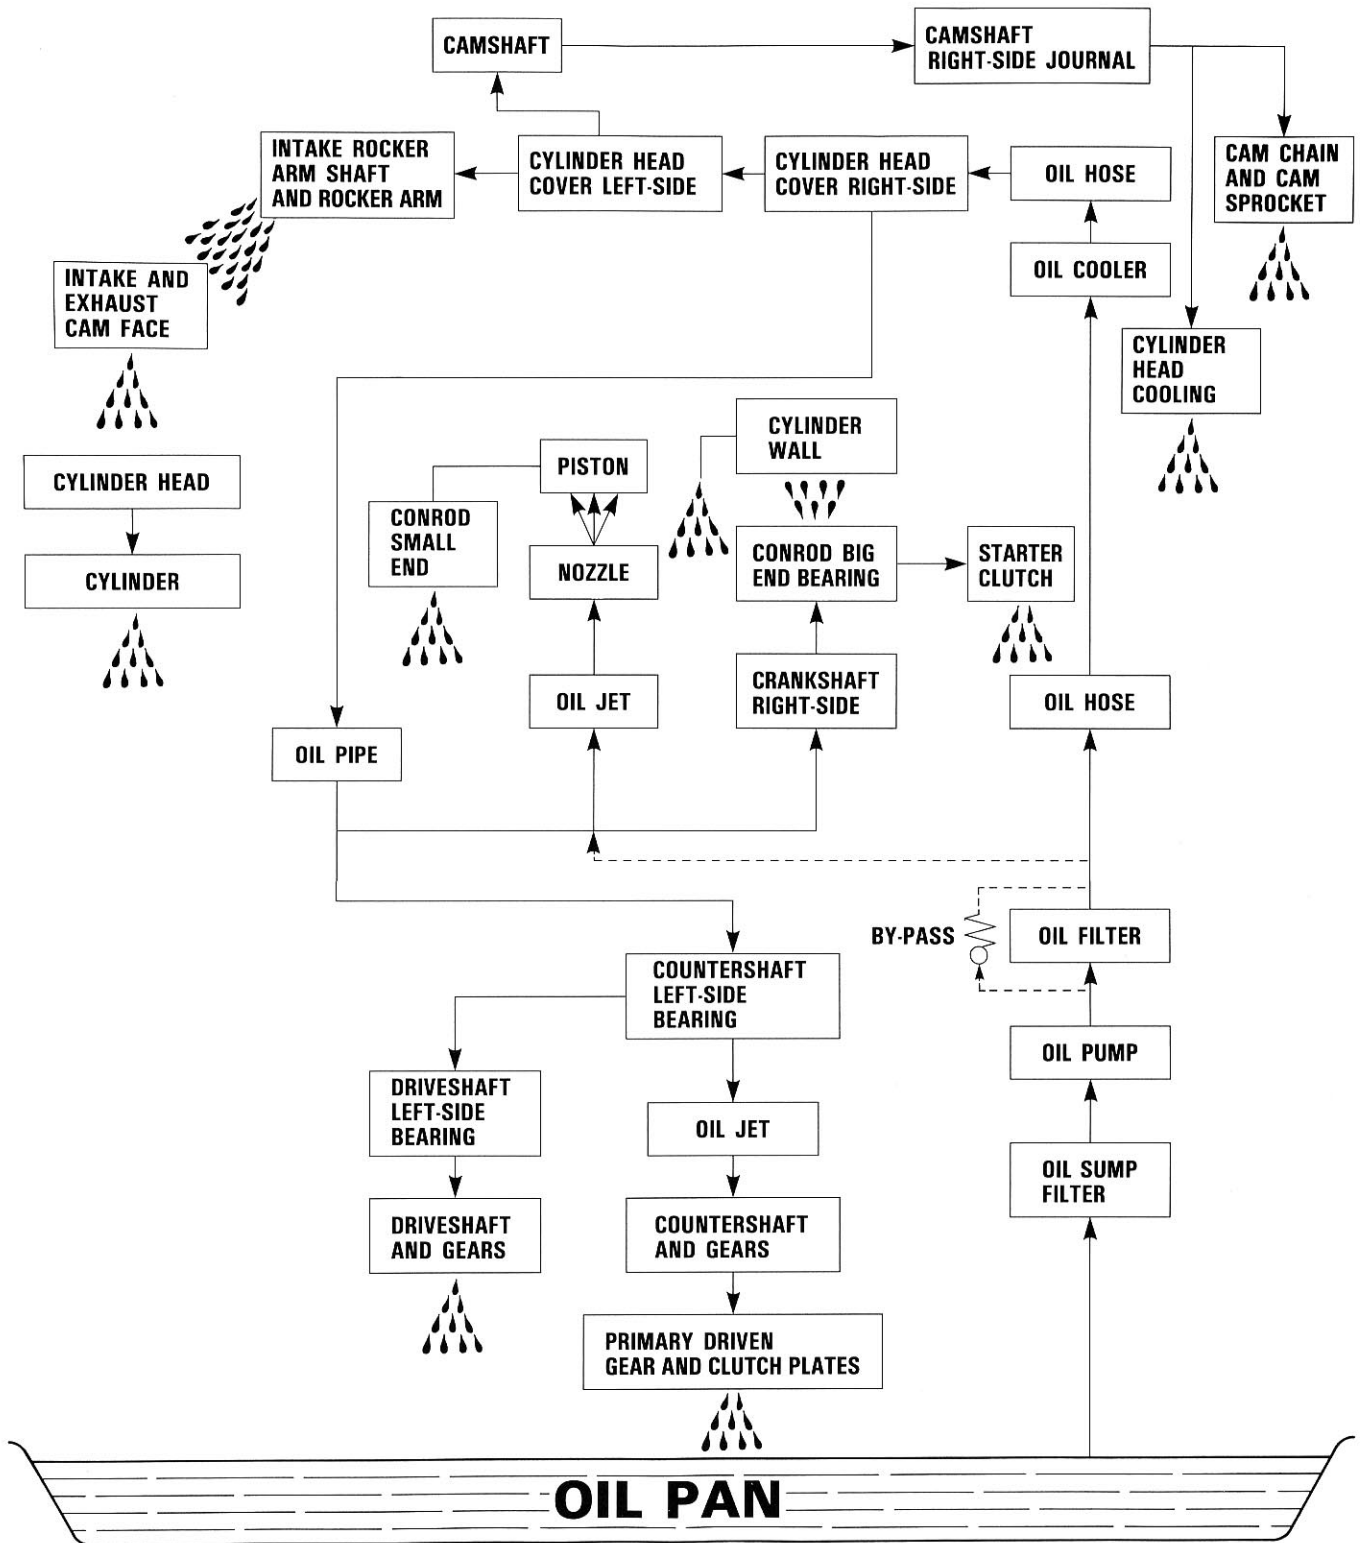 CAMSHAFT
CAMSHAFT
RIGHT-SIDE JOURNAL
INTAKE ROCKER
ARM SHAFT
AND ROCKER ARM
CYLINDER HEAD
COVER LEFT-SIDE
CYLINDER HEAD
COVER RIGHT-SIDE
OIL HOSE
CAM CHAIN
AND CAM
SPROCKET
INTAKE AND
EXHAUST
CAM FACE
OIL COOLER
CYLINDER
HEAD
COOLING
CYLINDER HEAD
CYLINDER
PISTON
CYLINDER
WALL
CONROD
SMALL
END
NOZZLE
CONROD BIG
END BEARING
STARTER
CLUTCH
OIL JET
CRANKSHAFT
RIGHT-SIDE
OIL HOSE
OIL PIPE
BY-PASS
OIL FILTER
COUNTERSHAFT
LEFT-SIDE
BEARING
OIL PUMP
DRIVESHAFT
LEFT-SIDE
BEARING
OIL JET
OIL SUMP
FILTER
DRIVESHAFT
AND GEARS
COUNTERSHAFT
AND GEARS
PRIMARY DRIVEN
GEAR AND CLUTCH PLATES
OIL PAN